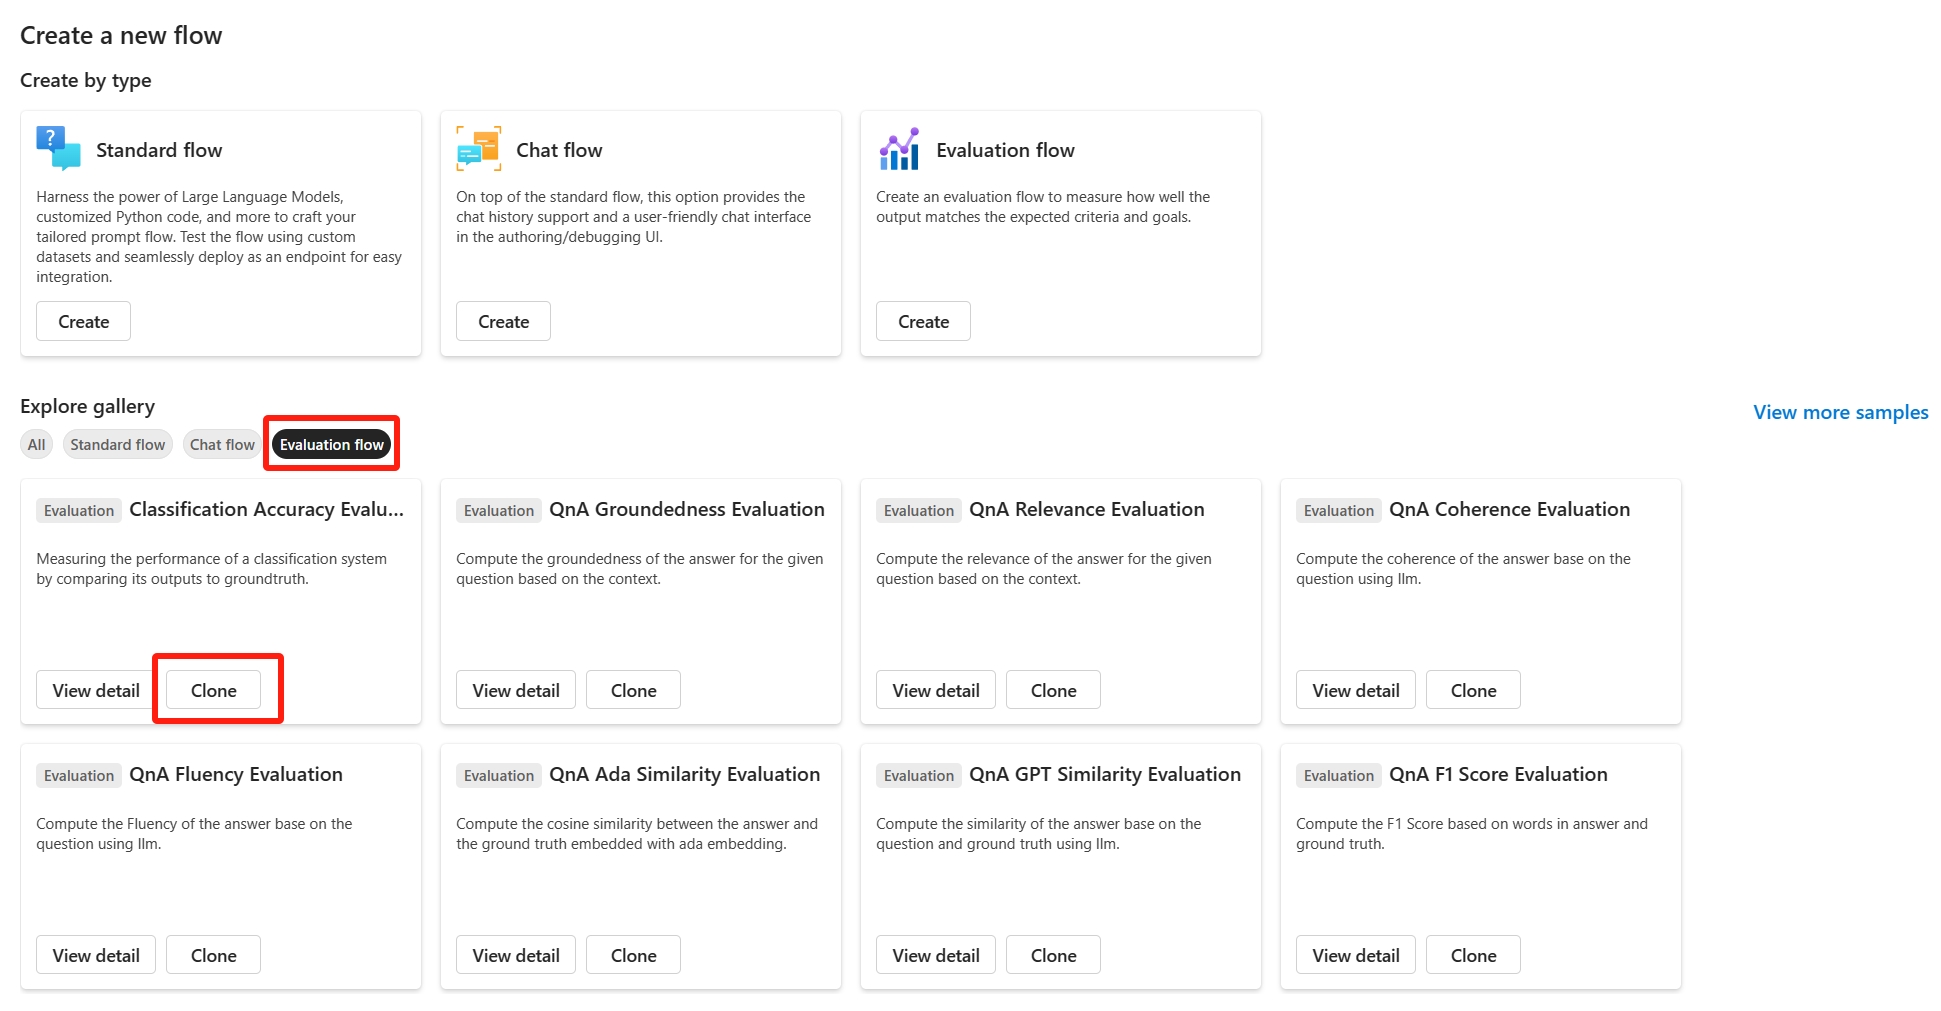 Create a new flow
Create by type
Standard flow
Harness the power of Large Language Models,
customized Python code, and more to craft your
tailored prompt flow. Test the flow using custom
datasets and seamlessly deploy as an endpoint for easy
integration.
Create
Chat flow
On top of the standard flow, this option provides the
chat history support and a user-friendly chat interface
in the authoring/debugging UI.
Create
Evaluation flow
Create an evaluation flow to measure how well the
output matches the expected criteria and goals.
Create
Explore gallery
View more samples
All Standard flow Chat flow Evaluation flow
Evaluation Classification Accuracy Evalu...
Measuring the performance of a classification system
by comparing its outputs to groundtruth.
View detail Clone
Evaluation QnA Groundedness Evaluation
Compute the groundedness of the answer for the given
question based on the context.
View detail Clone
Evaluation QnA Relevance Evaluation
Compute the relevance of the answer for the given
question based on the context.
View detail Clone
Evaluation QnA Coherence Evaluation
Compute the coherence of the answer base on the
question using llm.
View detail Clone
Evaluation QnA Fluency Evaluation
Compute the Fluency of the answer base on the
question using llm.
View detail Clone
Evaluation QnA Ada Similarity Evaluation
Compute the cosine similarity between the answer and
the ground truth embedded with ada embedding.
View detail Clone
Evaluation QnA GPT Similarity Evaluation
Compute the similarity of the answer base on the
question and ground truth using llm.
View detail Clone
Evaluation QnA F1 Score Evaluation
Compute the F1 Score based on words in answer and
ground truth.
View detail Clone